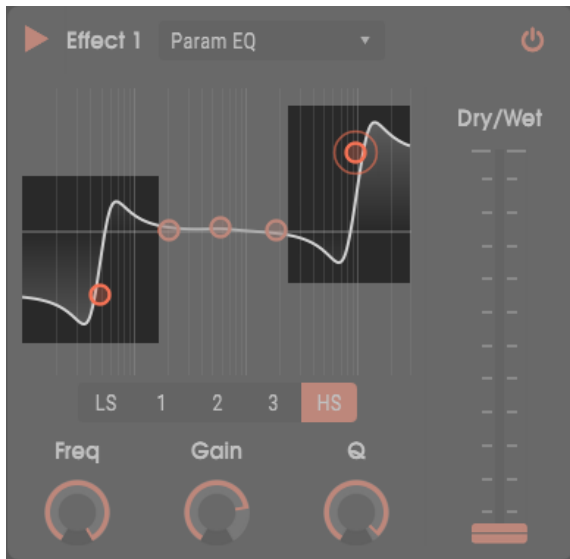 Effect 1 Param EQ
Dry/Wet
LS 1 2 3 HS
Freq Gain Q